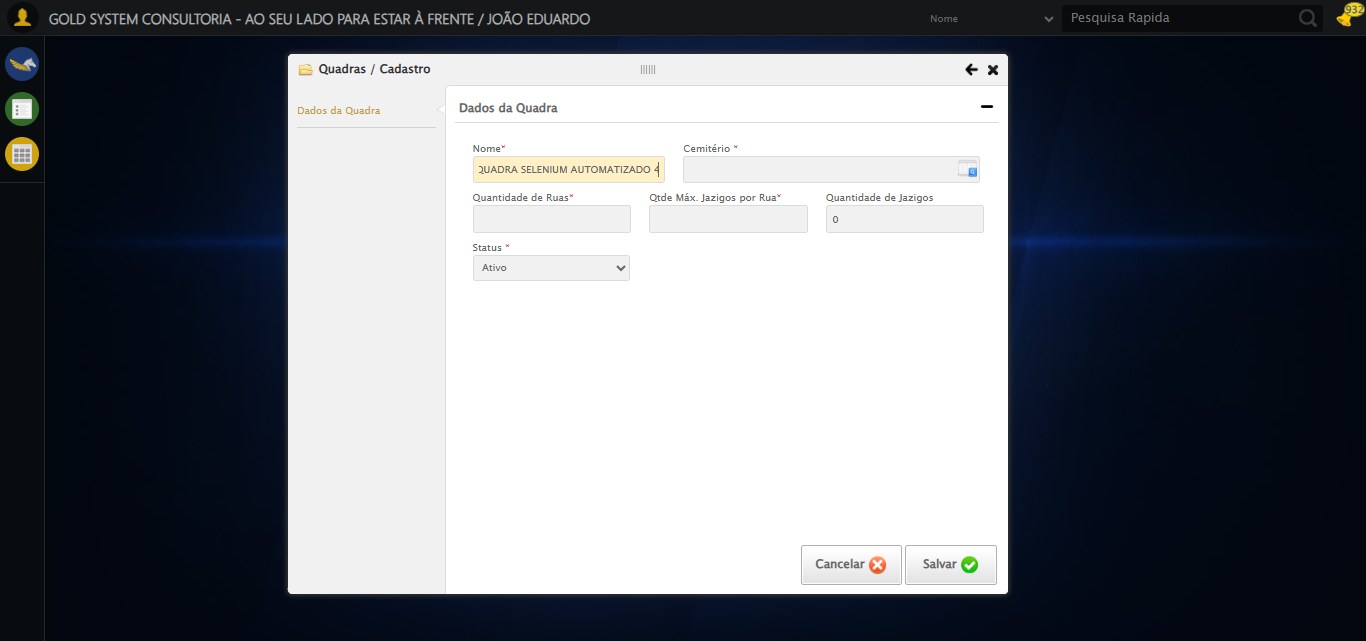 GOLD SYSTEM CONSULTORIA - AO SEU LADO PARA ESTAR À FRENTE / JOÃO EDUARDO
Nome
Pesquisa Rapida
932
Quadras / Cadastro
Dados da Quadra
Dados da Quadra
Nome*
Cemitério *
QUADRA SELENIUM AUTOMATIZADO 4
Quantidade de Ruas*
Qtde Máx. Jazigos por Rua*
Quantidade de Jazigos
0
Status *
Ativo
Cancelar
Salvar